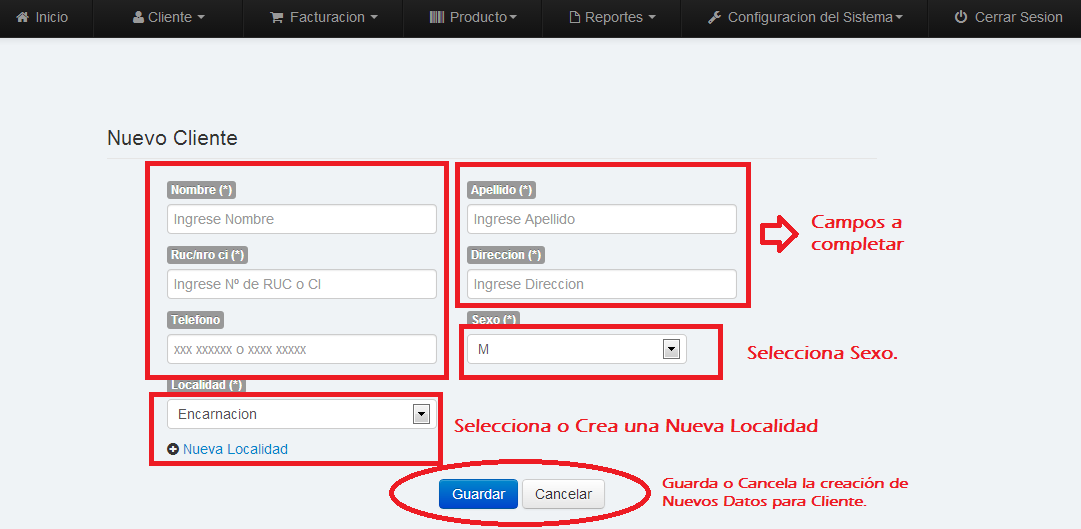 Inicio Cliente Facturacion Producto Reportes Configuracion del Sistema Cerrar Sesion
Nuevo Cliente
Nombre (*) Apellido (*)
Ingrese Nombre Ingrese Apellido
Campos a
completar
Ruc/nro ci (*) Direccion (*)
Ingrese Nº de RUC o CI Ingrese Direccion
Telefono Sexo (*)
xxx xxxxxx o xxxx xxxxx M
Selecciona Sexo.
Localidad (*)
Encarnacion
Selecciona o Crea una Nueva Localidad
Nueva Localidad
Guardar Cancelar
Guarda o Cancela la creación de
Nuevos Datos para Cliente.